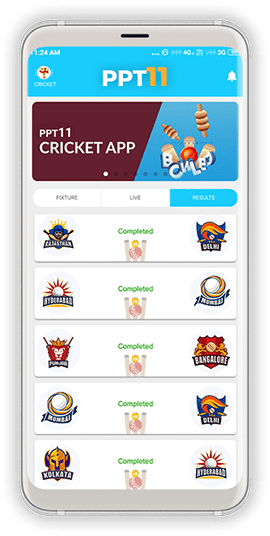 11:24 AM
4G
3G
CRICKET
PPT11
PPT11
CRICKET APP
FIXTURE
LIVE
RESULTS
Completed
RAJASTHAN
DELHI
Completed
HYDERABAD
MUMBAI
Completed
PUNJAB
BANGALORE
Completed
MUMBAI
DELHI
Completed
KOLKATA
HYDERABAD